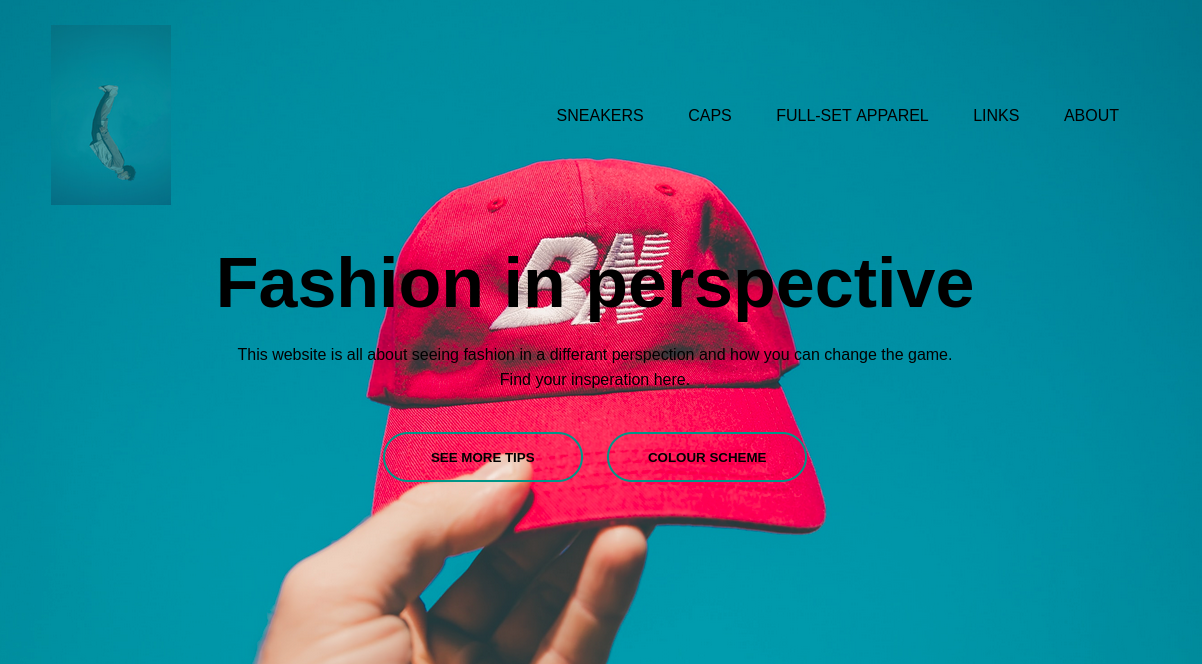 SNEAKERS CAPS FULL-SET APPAREL LINKS ABOUT
BN
Fashion in perspective
This website is all about seeing fashion in a differant perspection and how you can change the game.
Find your insperation here.
SEE MORE TIPS COLOUR SCHEME